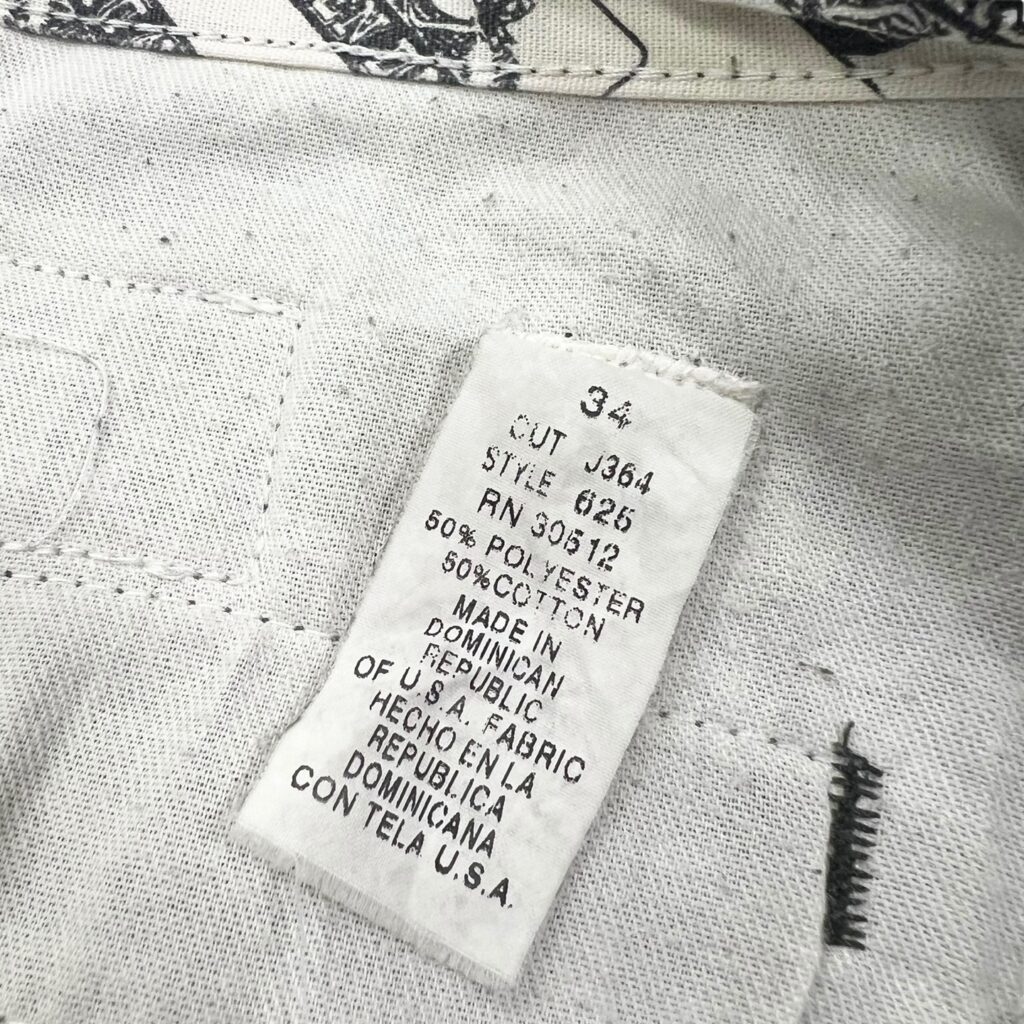 34
CUT J364
STYLE 625
RN 30512
50% POLYESTER
50%COTTON
MADE IN
DOMINICAN
REPUBLIC
OF U.S.A. FABRIC
HECHO EN LA
REPUBLICA
DOMINICANA
CON TELA U.S.A.